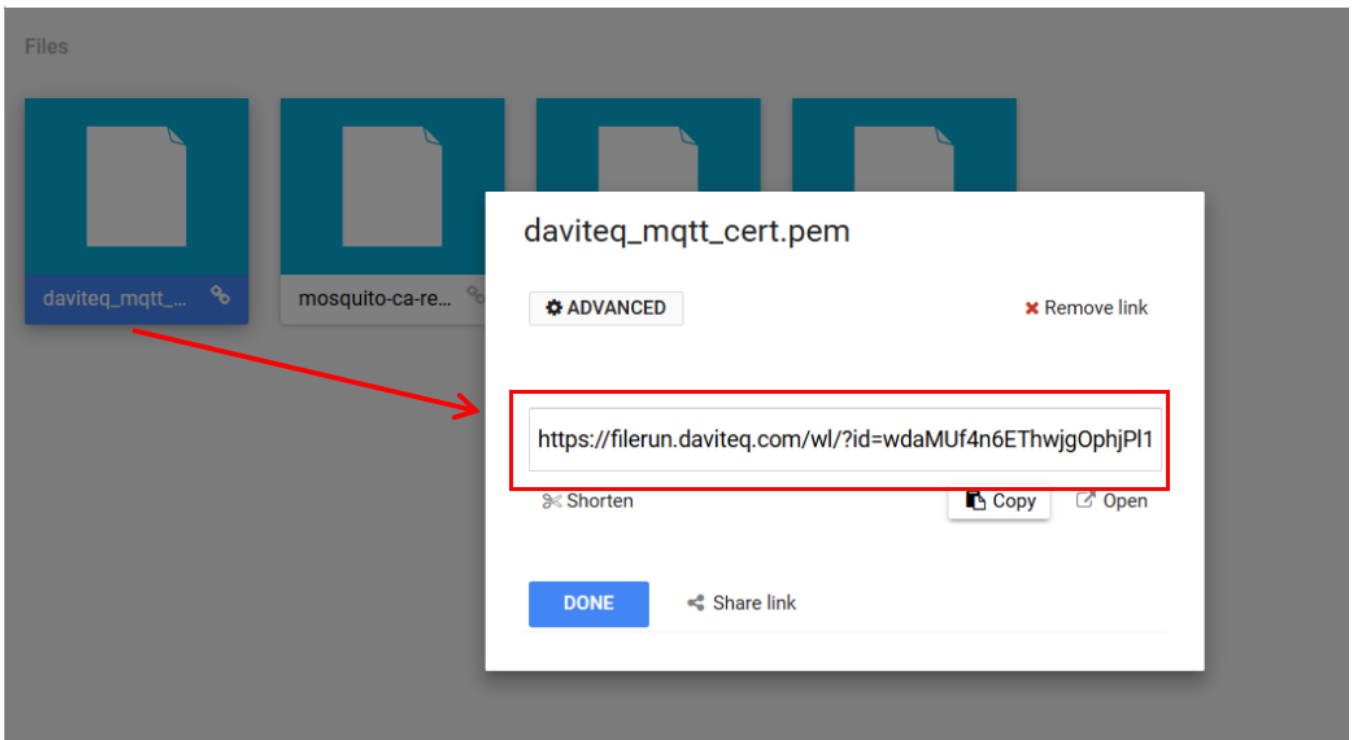 Files
daviteq_mqtt_...
mosquito-ca-re...
daviteq_mqtt_cert.pem
ADVANCED
Remove link
https://filerun.daviteq.com/wl/?id=wdaMUf4n6EThwjgOphjPl1
Shorten
Copy
Open
DONE
Share link